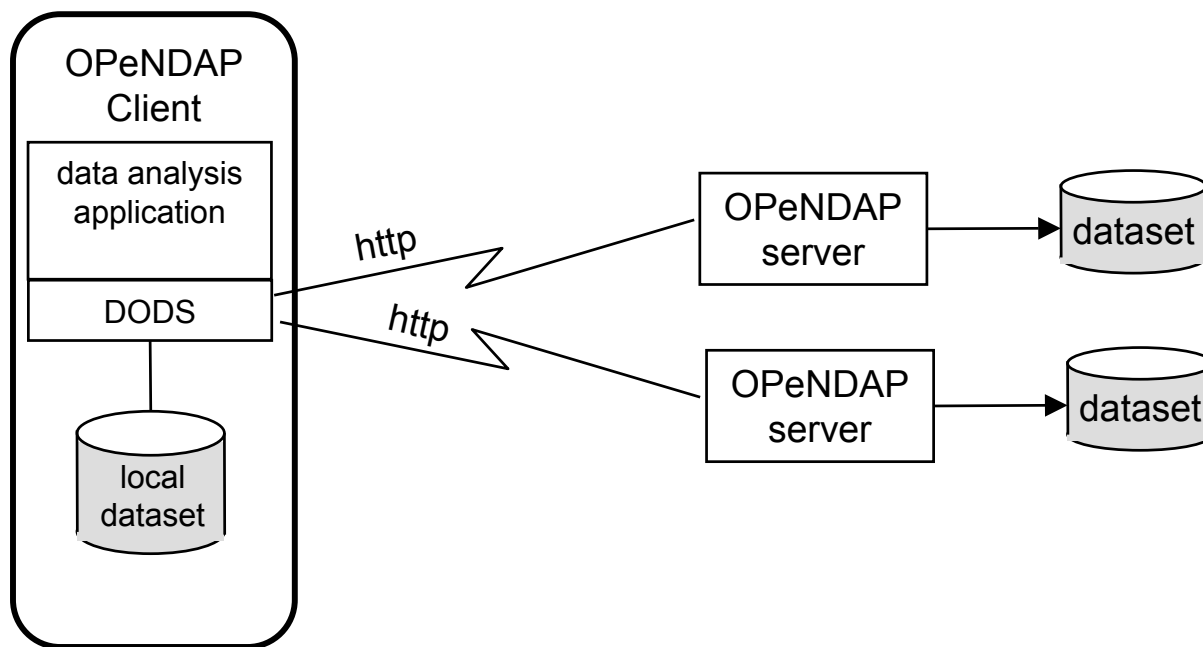 OPeNDAP
Client
data analysis
application
DODS
local
dataset
http
http
OPeNDAP
server
dataset
OPeNDAP
server
dataset